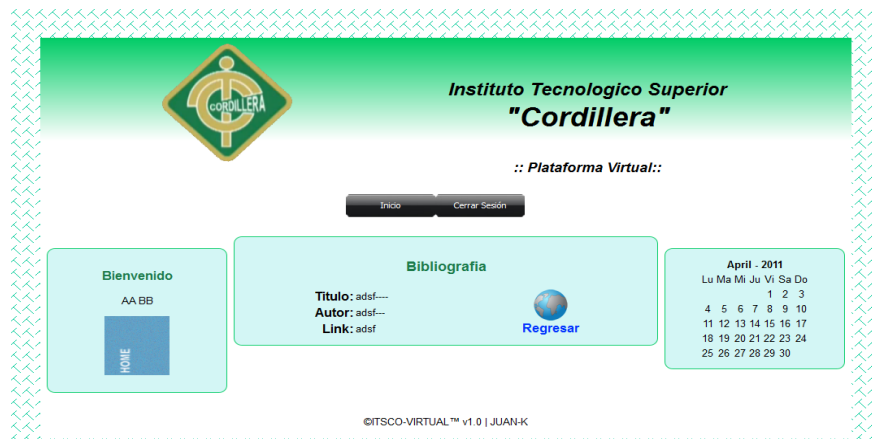 CORDILLERA
Instituto Tecnologico Superior
"Cordillera"
:: Plataforma Virtual::
Inicio
Cerrar Sesión
Bienvenido
AA BB
HOME
Bibliografia
Titulo: adsf----
Autor: adsf---
Link: adsf
Regresar
April - 2011
Lu Ma Mi Ju Vi Sa Do
1 2 3
4 5 6 7 8 9 10
11 12 13 14 15 16 17
18 19 20 21 22 23 24
25 26 27 28 29 30
©ITSCO-VIRTUAL™ v1.0 | JUAN-K